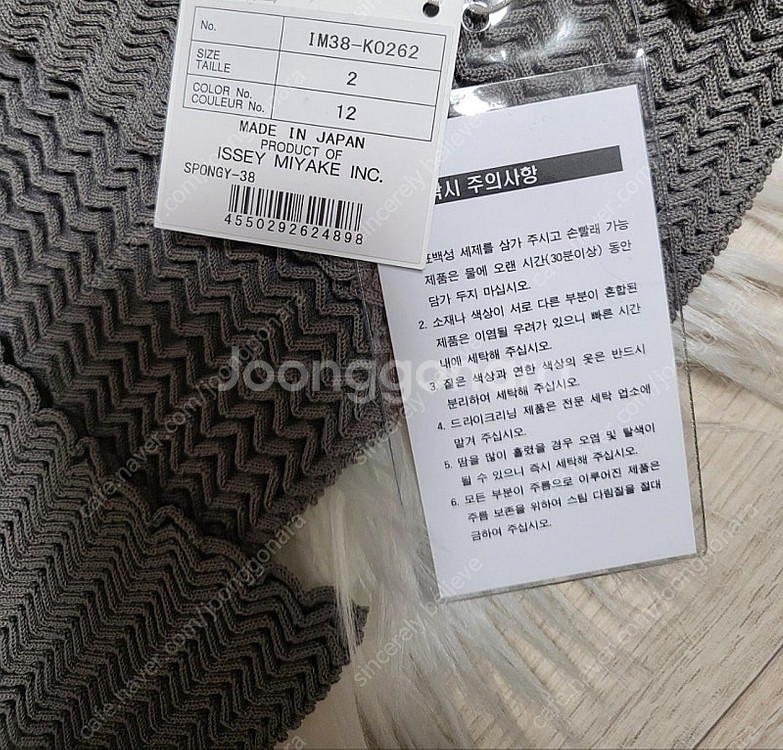 No. IM38-KO262
SIZE
TAILLE 2
COLOR No.
COULEUR No. 12
MADE IN JAPAN
PRODUCT OF
ISSEY MIYAKE INC.
SPONGY-38
4550292624898
시 주의사항
표백성 세제를 삼가 주시고 손빨래 가능
제품은 물에 오랜 시간(30분이상) 동안
담가 두지 마십시오.
2. 소재나 색상이 서로 다른 부분이 혼합된
제품은 이염될 우려가 있으니 빠른 시간
내에 세탁해 주십시오.
3. 짙은 색상과 연한 색상의 옷은 반드시
분리하여 세탁해 주십시오.
4. 드라이크리닝 제품은 전문 세탁 업소에
맡겨 주십시오.
5. 땀을 많이 흘렸을 경우 오염 및 탈색이
될 수 있으니 즉시 세탁해 주십시오.
6. 모든 부분이 주름으로 이루어진 제품은
주름 보존을 위하여 스팀 다림질을 절대
금하여 주십시오.
Joonggonara
cafe.naver.com/joonggonara
sincerely believe